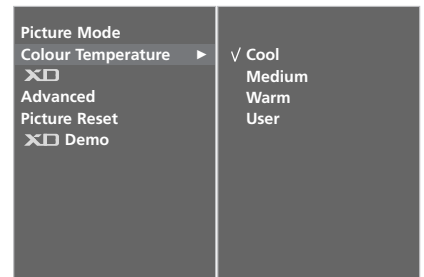 Picture Mode
Colour Temperature ►
XD
Advanced
Picture Reset
XD Demo
√ Cool
Medium
Warm
User